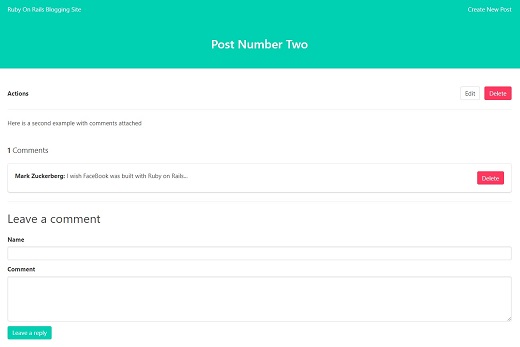 Ruby On Rails Blogging Site
Create New Post
Post Number Two
Actions
Edit
Delete
Here is a second example with comments attached
1 Comments
Mark Zuckerberg: I wish FaceBook was built with Ruby on Rails..
Delete
Leave a comment
Name
Comment
Leave a reply